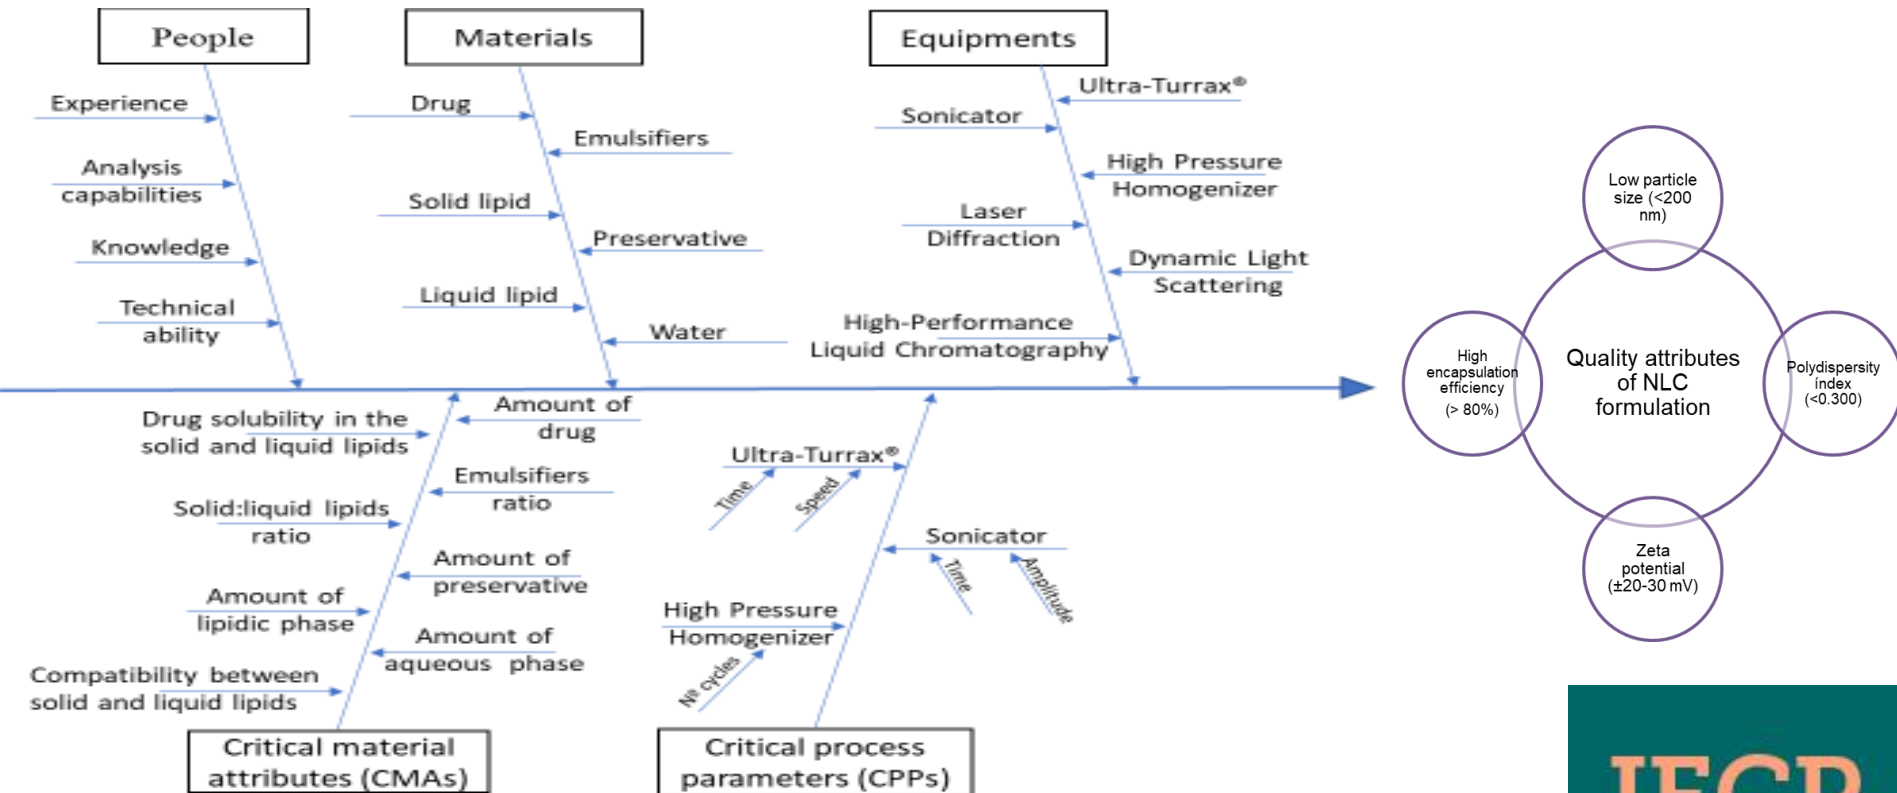 People
Experience
Analysis
capabilities
Knowledge
Technical
ability
Materials
Drug
Emulsifiers
Solid lipid
Preservative
Liquid lipid
Water
Equipments
Ultra-Turrax®
Sonicator
High Pressure
Homogenizer
Laser
Diffraction
Dynamic Light
Scattering
High-Performance
Liquid Chromatography
Drug solubility in the
solid and liquid lipids
Amount of
drug
Emulsifiers
ratio
Solid:liquid lipids
ratio
Amount of
preservative
Amount of
lipidic phase
Amount of
aqueous phase
Compatibility between
solid and liquid lipids
Critical material
attributes (CMAs)
Ultra-Turrax®
Time
Speed
Sonicator
Time
Amplitude
High Pressure
Homogenizer
Nº cycles
Critical process
parameters (CPPs)
Low particle
size (<200
nm)
High
encapsulation
efficiency
(> 80%)
Quality attributes
of NLC
formulation
Polydispersity
índex
(<0.300)
Zeta
potential
(±20-30 mV)